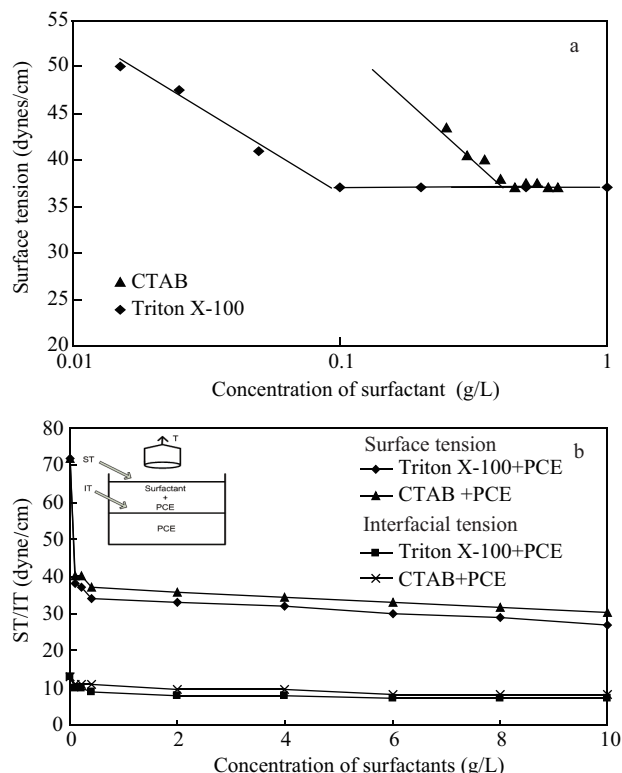 55
50
45
40
35
30
25
20
0.01
0.1
1
Surface tension (dynes/cm)
a
CTAB
Triton X-100
Concentration of surfactant (g/L)
80
70
60
50
40
30
20
10
0
0
2
4
6
8
10
ST/IT (dyne/cm)
b
T
ST
IT
Surfactant
+
PCE
PCE
Surface tension
Triton X-100+PCE
CTAB +PCE
Interfacial tension
Triton X-100+PCE
CTAB+PCE
Concentration of surfactants (g/L)